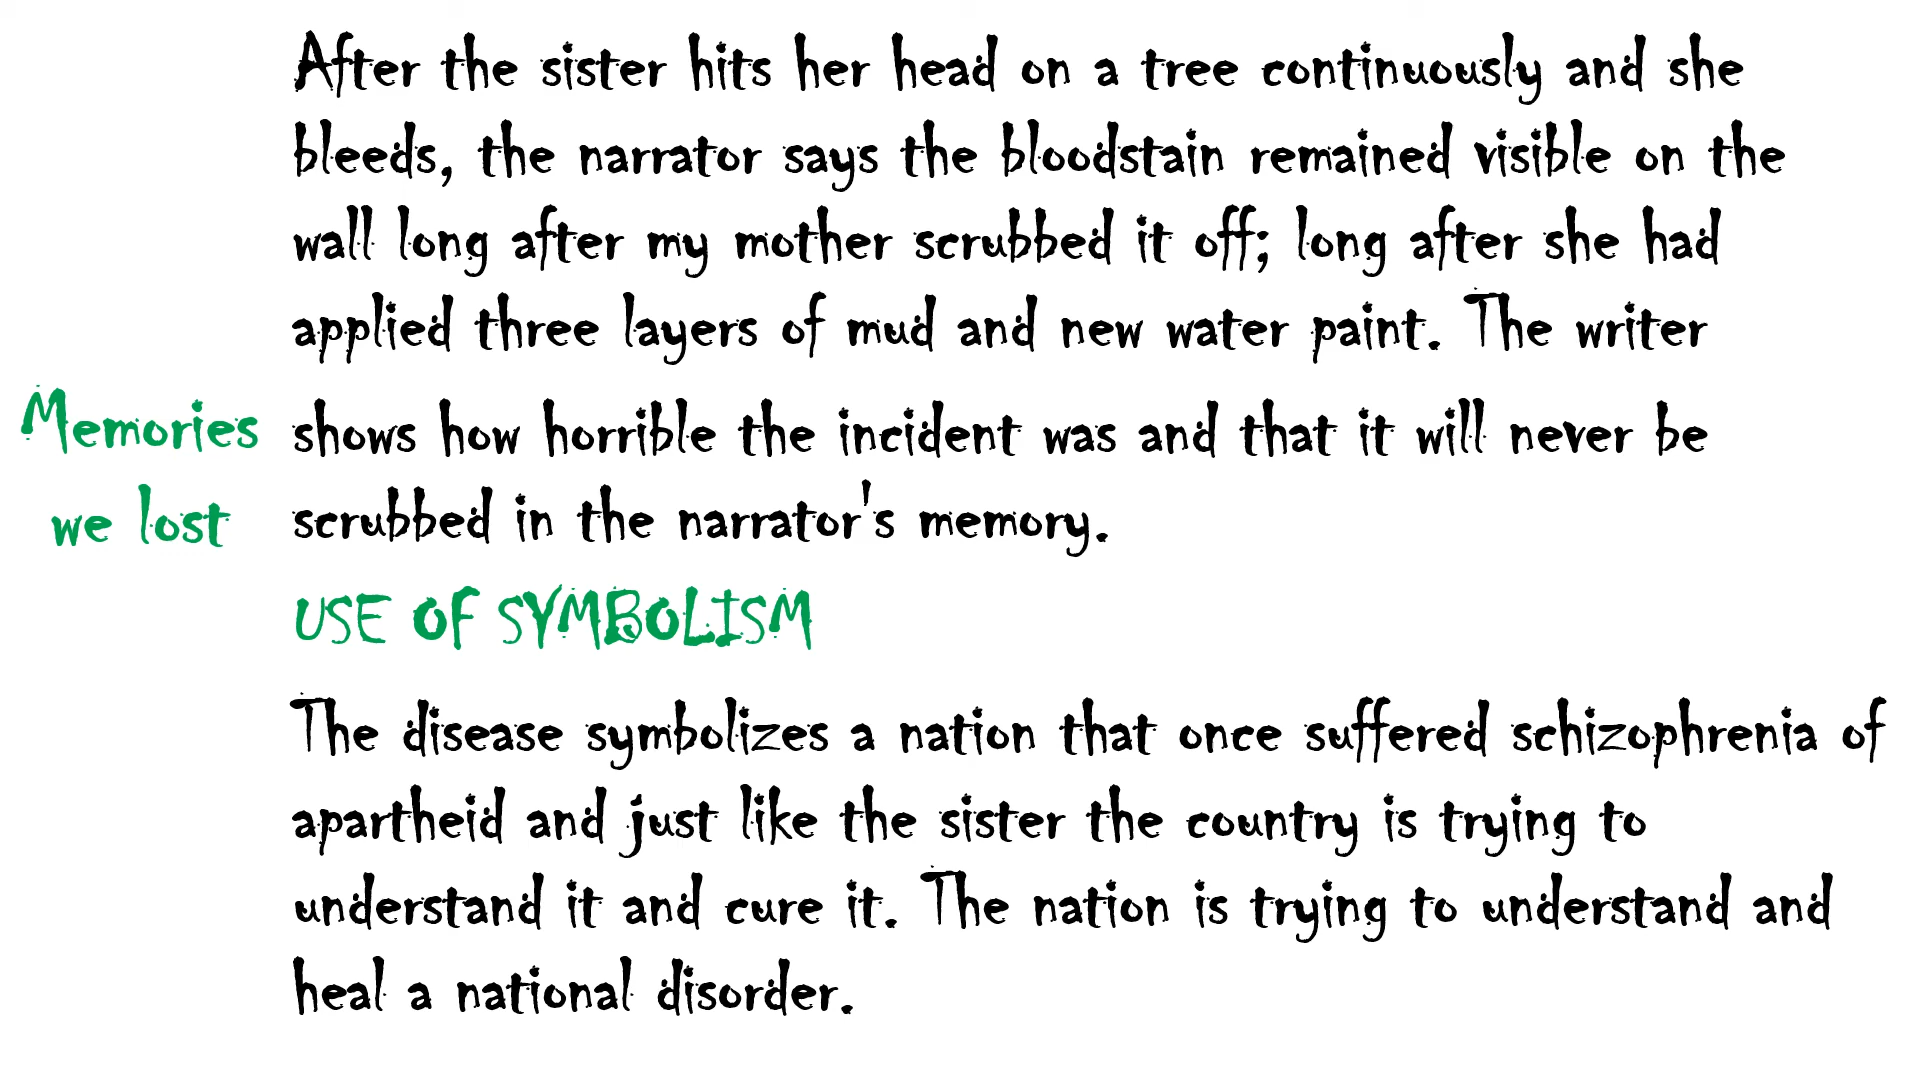 After the sister hits her head on a tree continuously and she
bleeds, the narrator says the bloodstain remained visible on the
wall long after my mother scrubbed it off; long after she had
applied three layers of mud and new water paint. The writer
shows how horrible the incident was and that it will never be
scrubbed in the narrator's memory.
Memories
we lost
USE OF SYMBOLISM
The disease symbolizes a nation that once suffered schizophrenia of
apartheid and just like the sister the country is trying to
understand it and cure it. The nation is trying to understand and
heal a national disorder.